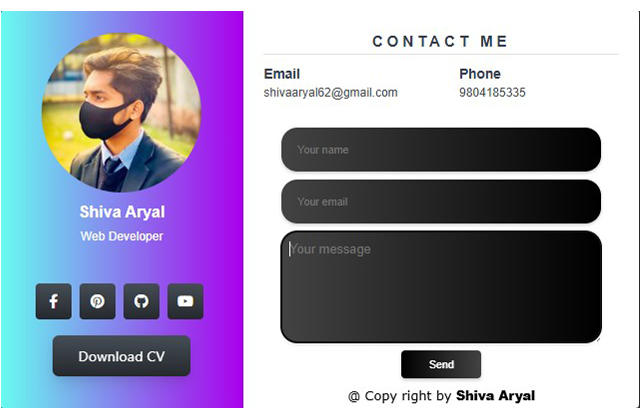 Shiva Aryal
Web Developer
Download CV
CONTACT ME
Email
shivaaryal62@gmail.com
Phone
9804185335
Your name
Your email
Your message
Send
@ Copy right by Shiva Aryal